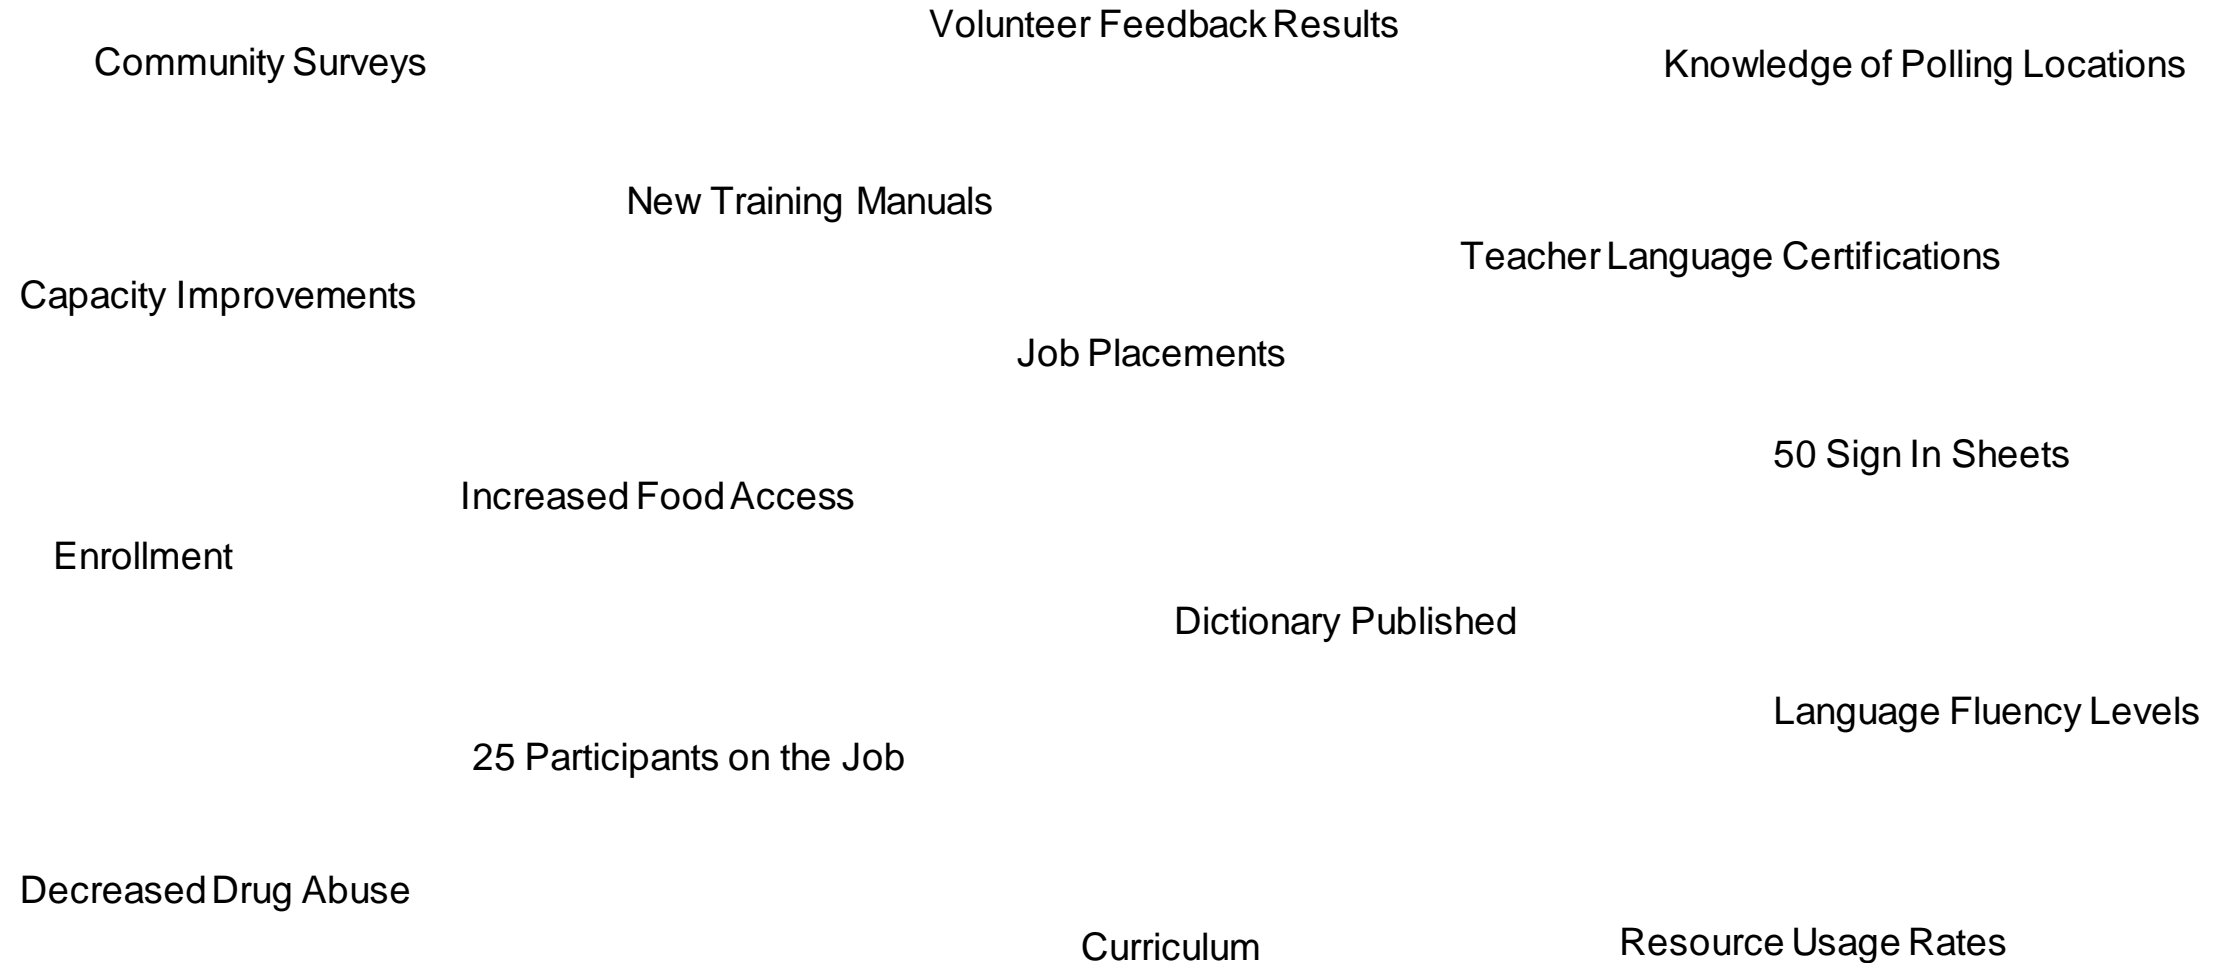 Volunteer Feedback Results
Community Surveys
Knowledge of Polling Locations
New Training Manuals
Teacher Language Certifications
Capacity Improvements
Job Placements
50 Sign In Sheets
Increased Food Access
Enrollment
Dictionary Published
Language Fluency Levels
25 Participants on the Job
Decreased Drug Abuse
Curriculum
Resource Usage Rates